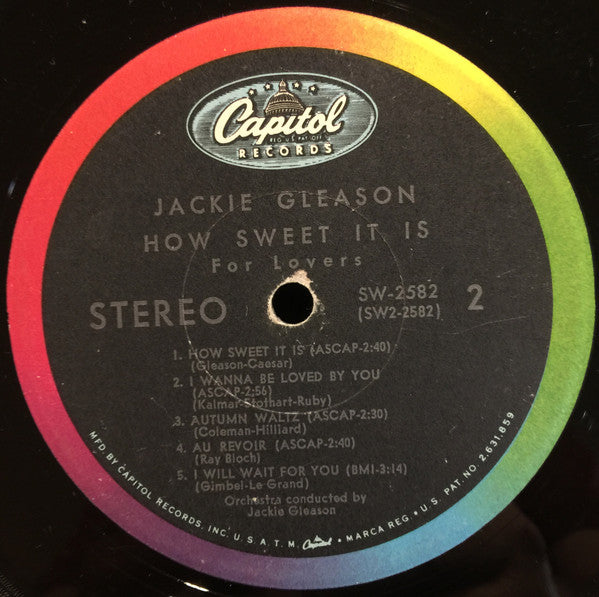 Capitol
REG. U.S. PAT. OFF.
RECORDS
JACKIE GLEASON
HOW SWEET IT IS
For Lovers
STEREO
SW-2582
(SW2-2582)
2
1. HOW SWEET IT IS (ASCAP-2:40)
(Gleason-Caesar)
2. I WANNA BE LOVED BY YOU
(ASCAP-2:56)
(Kalmar-Stothart-Ruby)
3. AUTUMN WALTZ (ASCAP-2:30)
(Coleman-Hilliard)
4. AU REVOIR (ASCAP-2:40)
(Ray Bloch)
5. I WILL WAIT FOR YOU (BMI-3:14)
(Gimbel-Le Grand)
Orchestra conducted by
Jackie Gleason
MFD. BY CAPITOL RECORDS, INC. U.S.A. T.M. Capitol • MARCA REG. • U.S. PAT. NO. 2,631,859